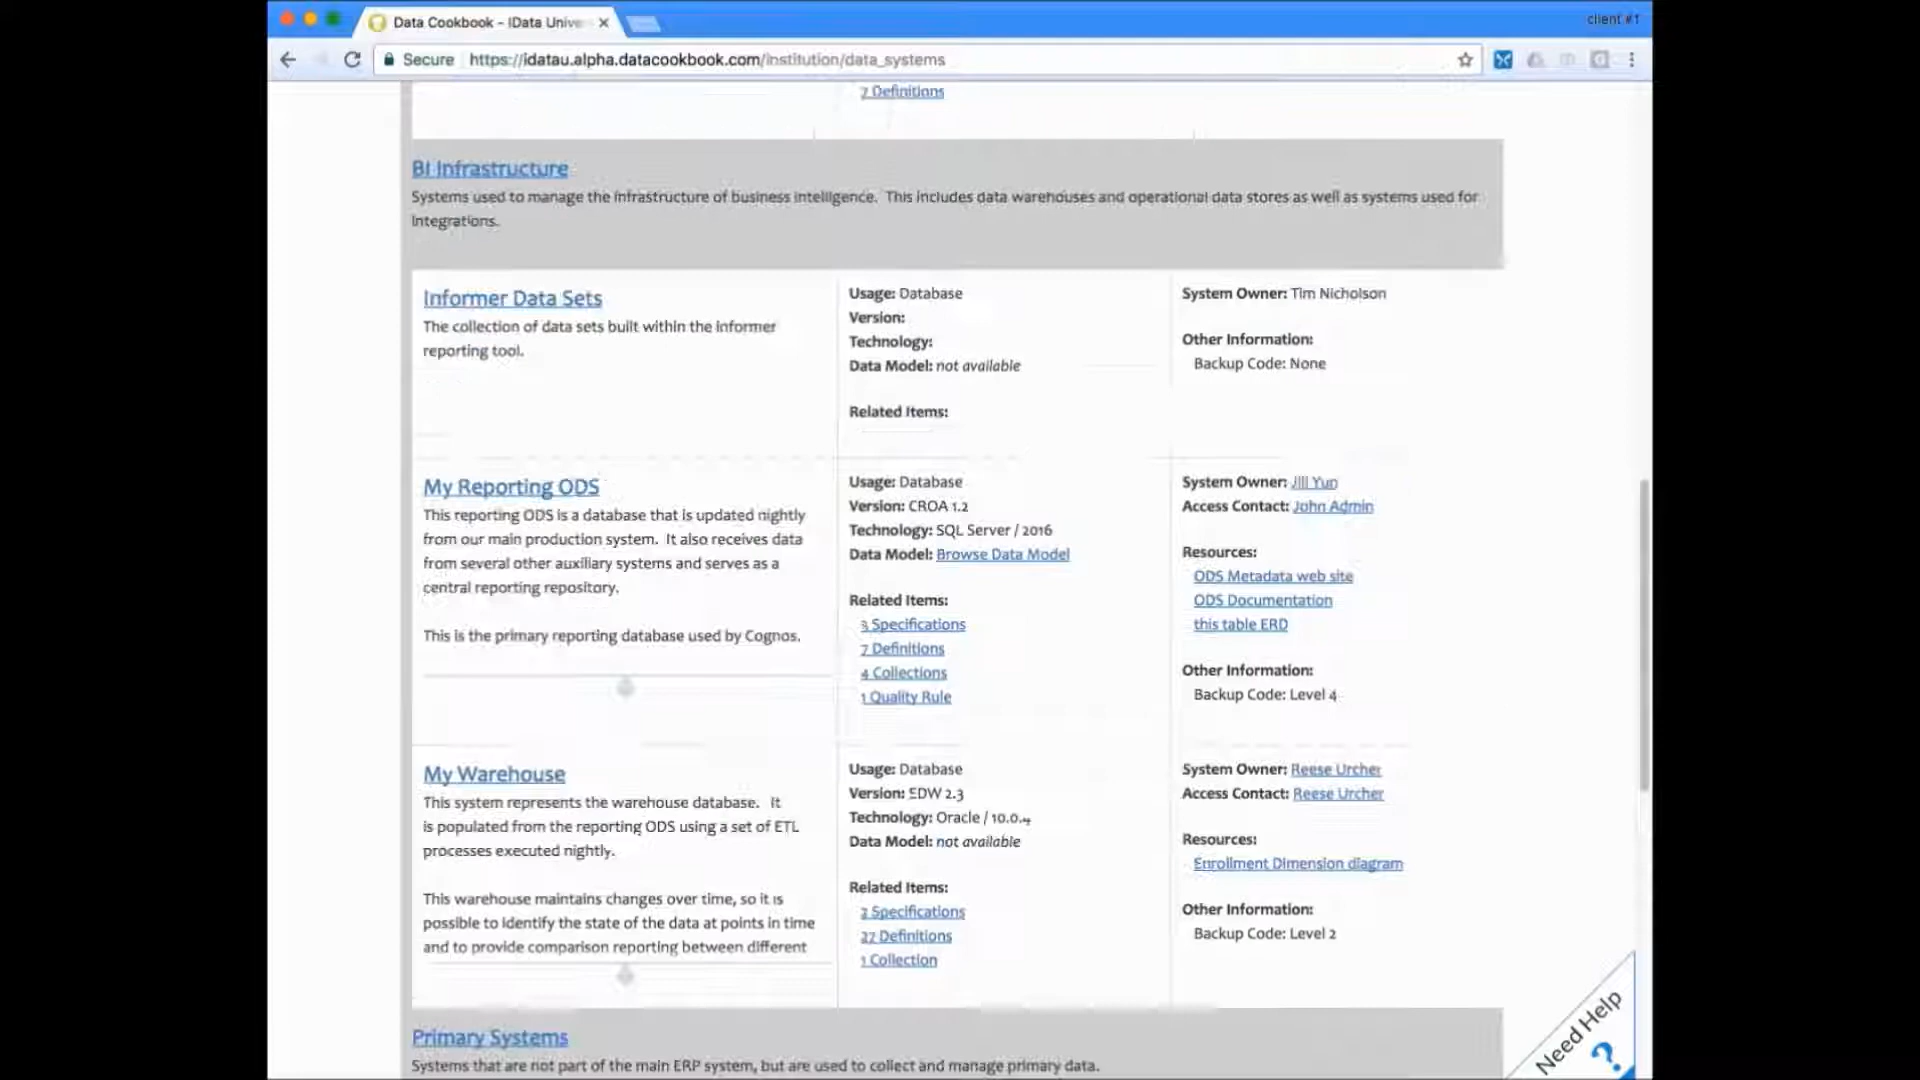 client #1
Data Cookbook - IData Unive
Secure https://idatau.alpha.datacookbook.com/institution/data_systems
7 Definitions
BI Infrastructure
Systems used to manage the infrastructure of business intelligence. This includes data warehouses and operational data stores as well as systems used for
integrations.
Informer Data Sets
The collection of data sets built within the Informer
reporting tool.
Usage: Database
Version:
Technology:
Data Model: not available
Related Items:
System Owner: Tim Nicholson
Other Information:
Backup Code: None
My Reporting ODS
This reporting ODS is a database that is updated nightly
from our main production system. It also receives data
from several other auxiliary systems and serves as a
central reporting repository.
This is the primary reporting database used by Cognos.
Usage: Database
Version: CROA 1.2
Technology: SQL Server / 2016
Data Model: Browse Data Model
Related Items:
3 Specifications
7 Definitions
4 Collections
1 Quality Rule
System Owner: Jill Yun
Access Contact: John Admin
Resources:
ODS Metadata web site
ODS Documentation
this table ERD
Other Information:
Backup Code: Level 4
My Warehouse
This system represents the warehouse database. It
is populated from the reporting ODS using a set of ETL
processes executed nightly.
This warehouse maintains changes over time, so it is
possible to identify the state of the data at points in time
and to provide comparison reporting between different
Usage: Database
Version: EDW 2.3
Technology: Oracle / 10.0.4
Data Model: not available
Related Items:
2 Specifications
27 Definitions
1 Collection
System Owner: Reese Urcher
Access Contact: Reese Urcher
Resources:
Enrollment Dimension diagram
Other Information:
Backup Code: Level 2
Primary Systems
Systems that are not part of the main ERP system, but are used to collect and manage primary data.
Need Help
?